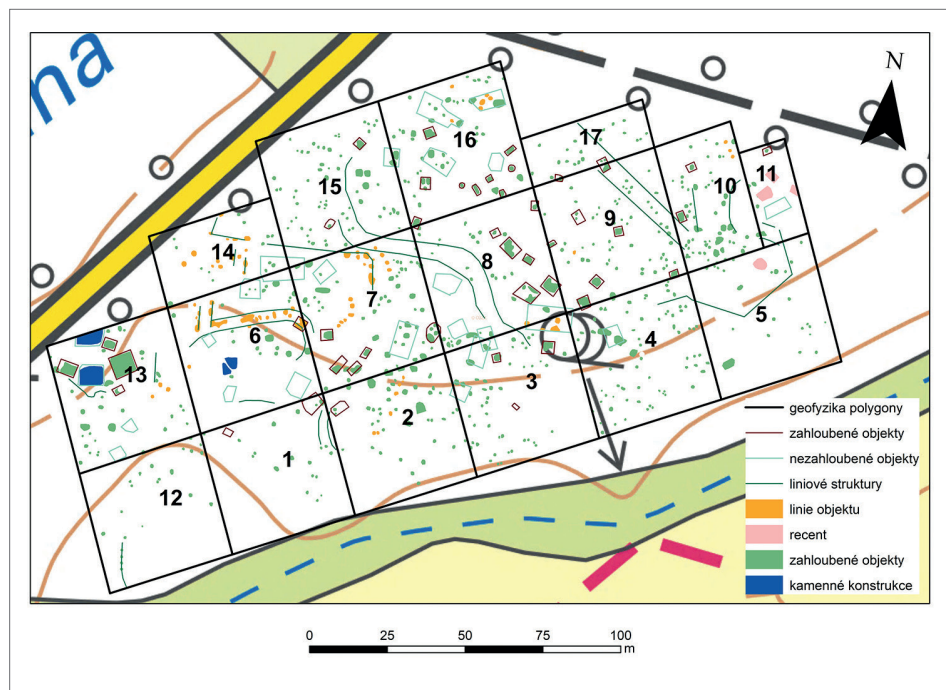 na
N
16
17
15
11
10
9
14
8
7
5
6
4
13
3
2
1
12
geofyzika polygony
zahloubené objekty
nezahloubené objekty
liniové struktury
linie objektu
recent
zahloubené objekty
kamenné konstrukce
0 25 50 75 100
m